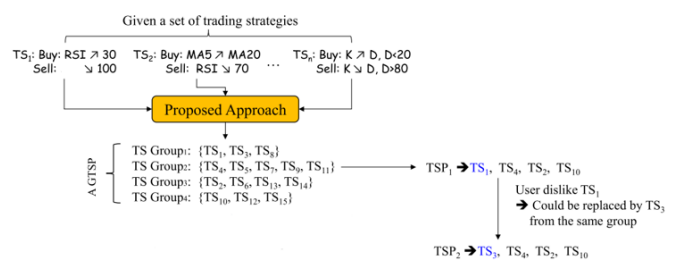 Given a set of trading strategies
TS₁: Buy: RSI ↗ 30
Sell: ↘ 100
TS₂: Buy: MA5 ↗ MA20
Sell: RSI ↘ 70
...
TSₙ: Buy: K ↗ D, D<20
Sell: K ↘ D, D>80
Proposed Approach
A GTSP
TS Group₁: {TS₁, TS₃, TS₈}
TS Group₂: {TS₄, TS₅, TS₇, TS₉, TS₁₁}
TS Group₃: {TS₂, TS₆, TS₁₃, TS₁₄}
TS Group₄: {TS₁₀, TS₁₂, TS₁₅}
TSP₁ ➔TS₁, TS₄, TS₂, TS₁₀
User dislike TS₁
➔ Could be replaced by TS₃
from the same group
TSP₂ ➔TS₃, TS₄, TS₂, TS₁₀